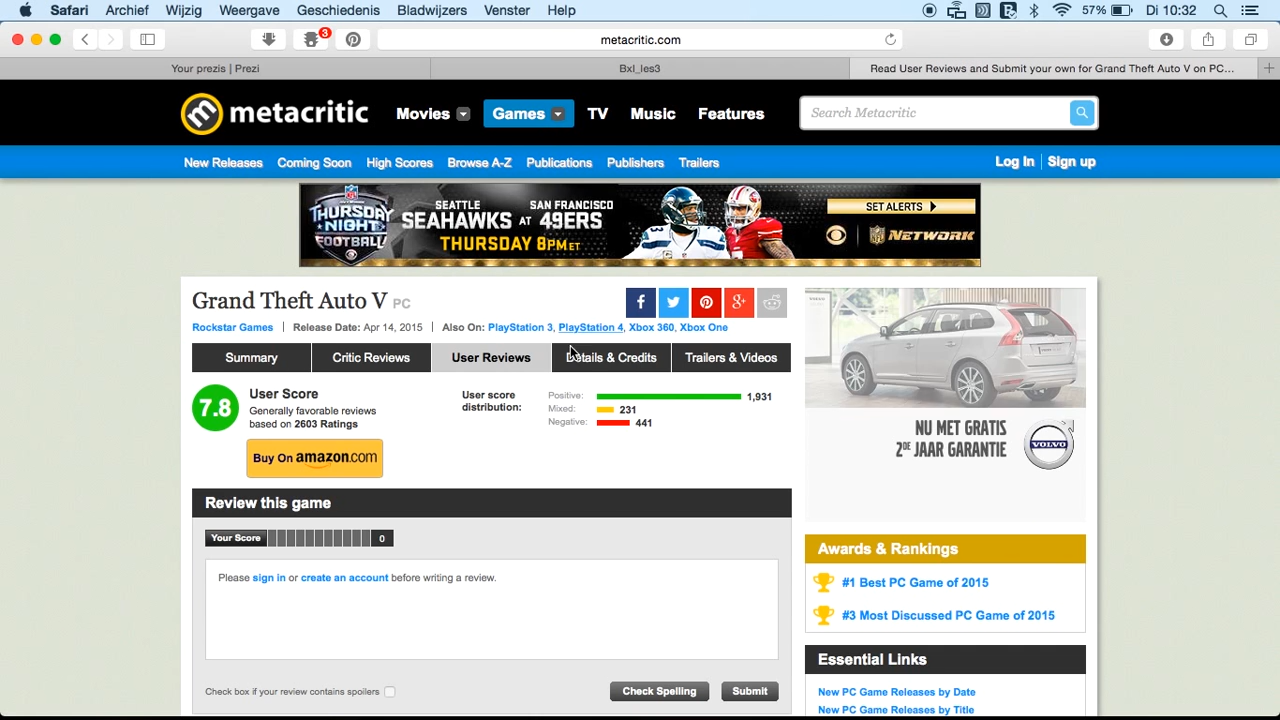 Safari Archief Wijzig Weergave Geschiedenis Bladwijzers Venster Help 57% Di 10:32
3 metacritic.com
Your prezis | Prezi Bxl_les3 Read User Reviews and Submit your own for Grand Theft Auto V on PC...
metacritic Movies Games TV Music Features Search Metacritic
New Releases Coming Soon High Scores Browse A-Z Publications Publishers Trailers Log In Sign up
NFL THURSDAY NIGHT FOOTBALL
SEATTLE SAN FRANCISCO
SEAHAWKS AT 49ERS
THURSDAY 8PM ET
SET ALERTS
NFL NETWORK
Grand Theft Auto V PC
Rockstar Games Release Date: Apr 14, 2015 Also On: PlayStation 3, PlayStation 4, Xbox 360, Xbox One
Summary Critic Reviews User Reviews Details & Credits Trailers & Videos
7.8
User Score
Generally favorable reviews
based on 2603 Ratings
User score
distribution:
Positive: 1,931
Mixed: 231
Negative: 441
Buy On amazon.com
Review this game
Your Score 0
Please sign in or create an account before writing a review.
Check box if your review contains spoilers Check Spelling Submit
NU MET GRATIS
2DE JAAR GARANTIE
VOLVO
Awards & Rankings
#1 Best PC Game of 2015
#3 Most Discussed PC Game of 2015
Essential Links
New PC Game Releases by Date
New PC Game Releases by Title